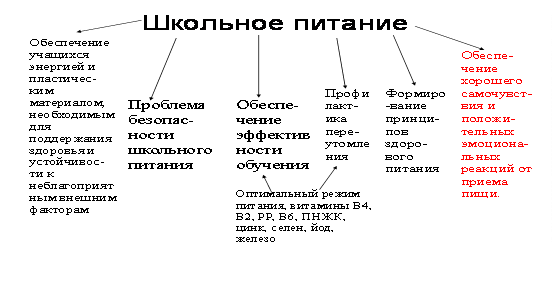 Школьное питание
Обеспечение
учащихся
энергией и
пластичес-
ким
материалом,
необходимым
для
поддержания
здоровья и
устойчивос-
ти к
неблагоприят
ным внешним
факторам
Проблема
безопас-
ности
школьного
питания
Обеспе-
чение
эффектив
ности
обучения
Профи
лакт-
ика
пере-
утомле
ния
Формиро
-вание
принци-
пов
здоро-
вого
питания
Обеспе-
чение
хорошего
самочувст-
вия и
положи-
тельных
эмоциона-
льных
реакций от
приема
пищи.
Оптимальный режим
питания, витамины В4,
В2, РР, В6, ПНЖК,
цинк, селен, йод,
железо